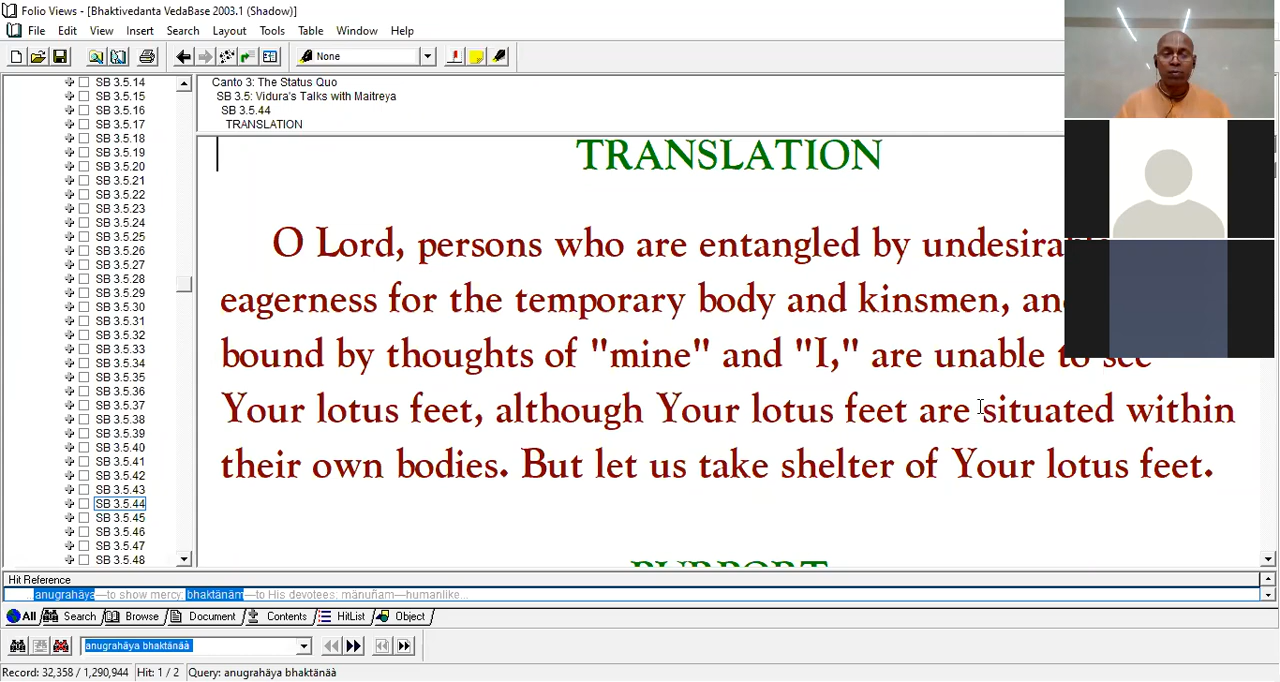 Folio Views - [Bhaktivedanta VedaBase 2003.1 (Shadow)]
File Edit View Insert Search Layout Tools Table Window Help
None
SB 3.5.14
SB 3.5.15
SB 3.5.16
SB 3.5.17
SB 3.5.18
SB 3.5.19
SB 3.5.20
SB 3.5.21
SB 3.5.22
SB 3.5.23
SB 3.5.24
SB 3.5.25
SB 3.5.26
SB 3.5.27
SB 3.5.28
SB 3.5.29
SB 3.5.30
SB 3.5.31
SB 3.5.32
SB 3.5.33
SB 3.5.34
SB 3.5.35
SB 3.5.36
SB 3.5.37
SB 3.5.38
SB 3.5.39
SB 3.5.40
SB 3.5.41
SB 3.5.42
SB 3.5.43
SB 3.5.44
SB 3.5.45
SB 3.5.46
SB 3.5.47
SB 3.5.48
Canto 3: The Status Quo
SB 3.5: Vidura's Talks with Maitreya
SB 3.5.44
TRANSLATION
TRANSLATION
O Lord, persons who are entangled by
eagerness for the temporary body and kinsmen,
bound by thoughts of "mine" and "I," are unable to see
Your lotus feet, although Your lotus feet are situated within
their own bodies. But let us take shelter of Your lotus feet.
PURPORT
Hit Reference
...anugrahäya—to show mercy; bhaktänäm—to His devotees; mänuñam—humanlike...
All Search Browse Document Contents HitList Object
anugrahäya bhaktänäà
Record: 32,358 / 1,290,944 Hit: 1 / 2 Query: anugrahäya bhaktänäà